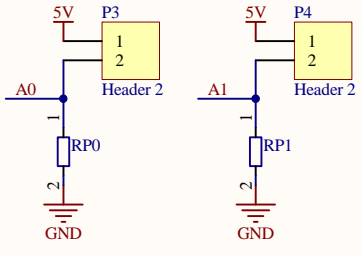 5V P3 5V P4
1 1
2 2
A0 Header 2 A1 Header 2
1 1
RP0 RP1
2 2
GND GND